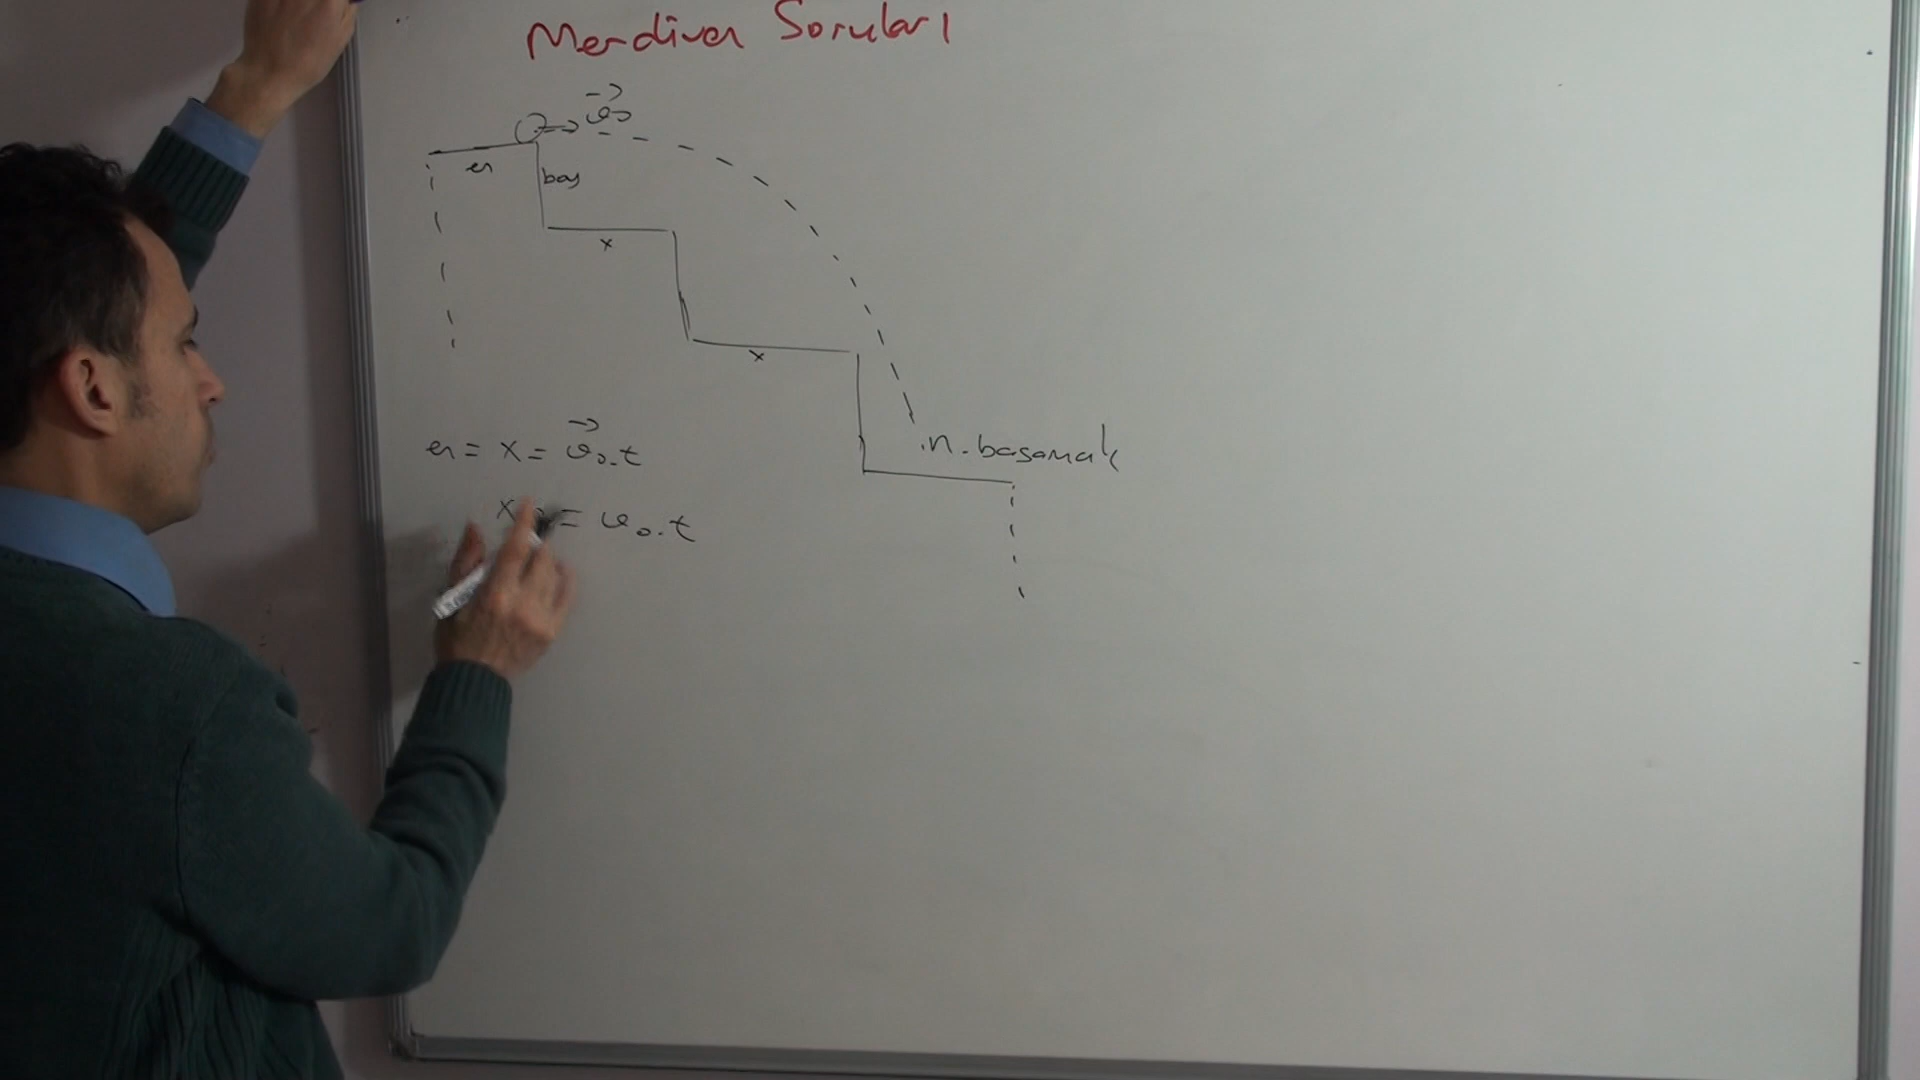 Merdiven Soruları
v₀
en
boy
x
x
n. basamak
en = x = v₀.t
x = v₀.t